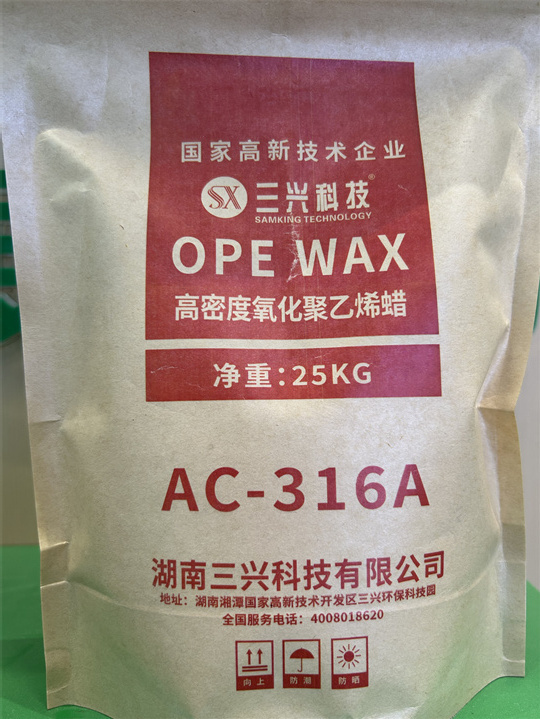 国家高新技术企业
SX 三兴科技®
SAMKING TECHNOLOGY
OPE WAX
高密度氧化聚乙烯蜡
净重:25KG
AC-316A
湖南三兴科技有限公司
地址:湖南湘潭国家高新技术开发区三兴环保科技园
全国服务电话:4008018620
向上 防潮 防晒